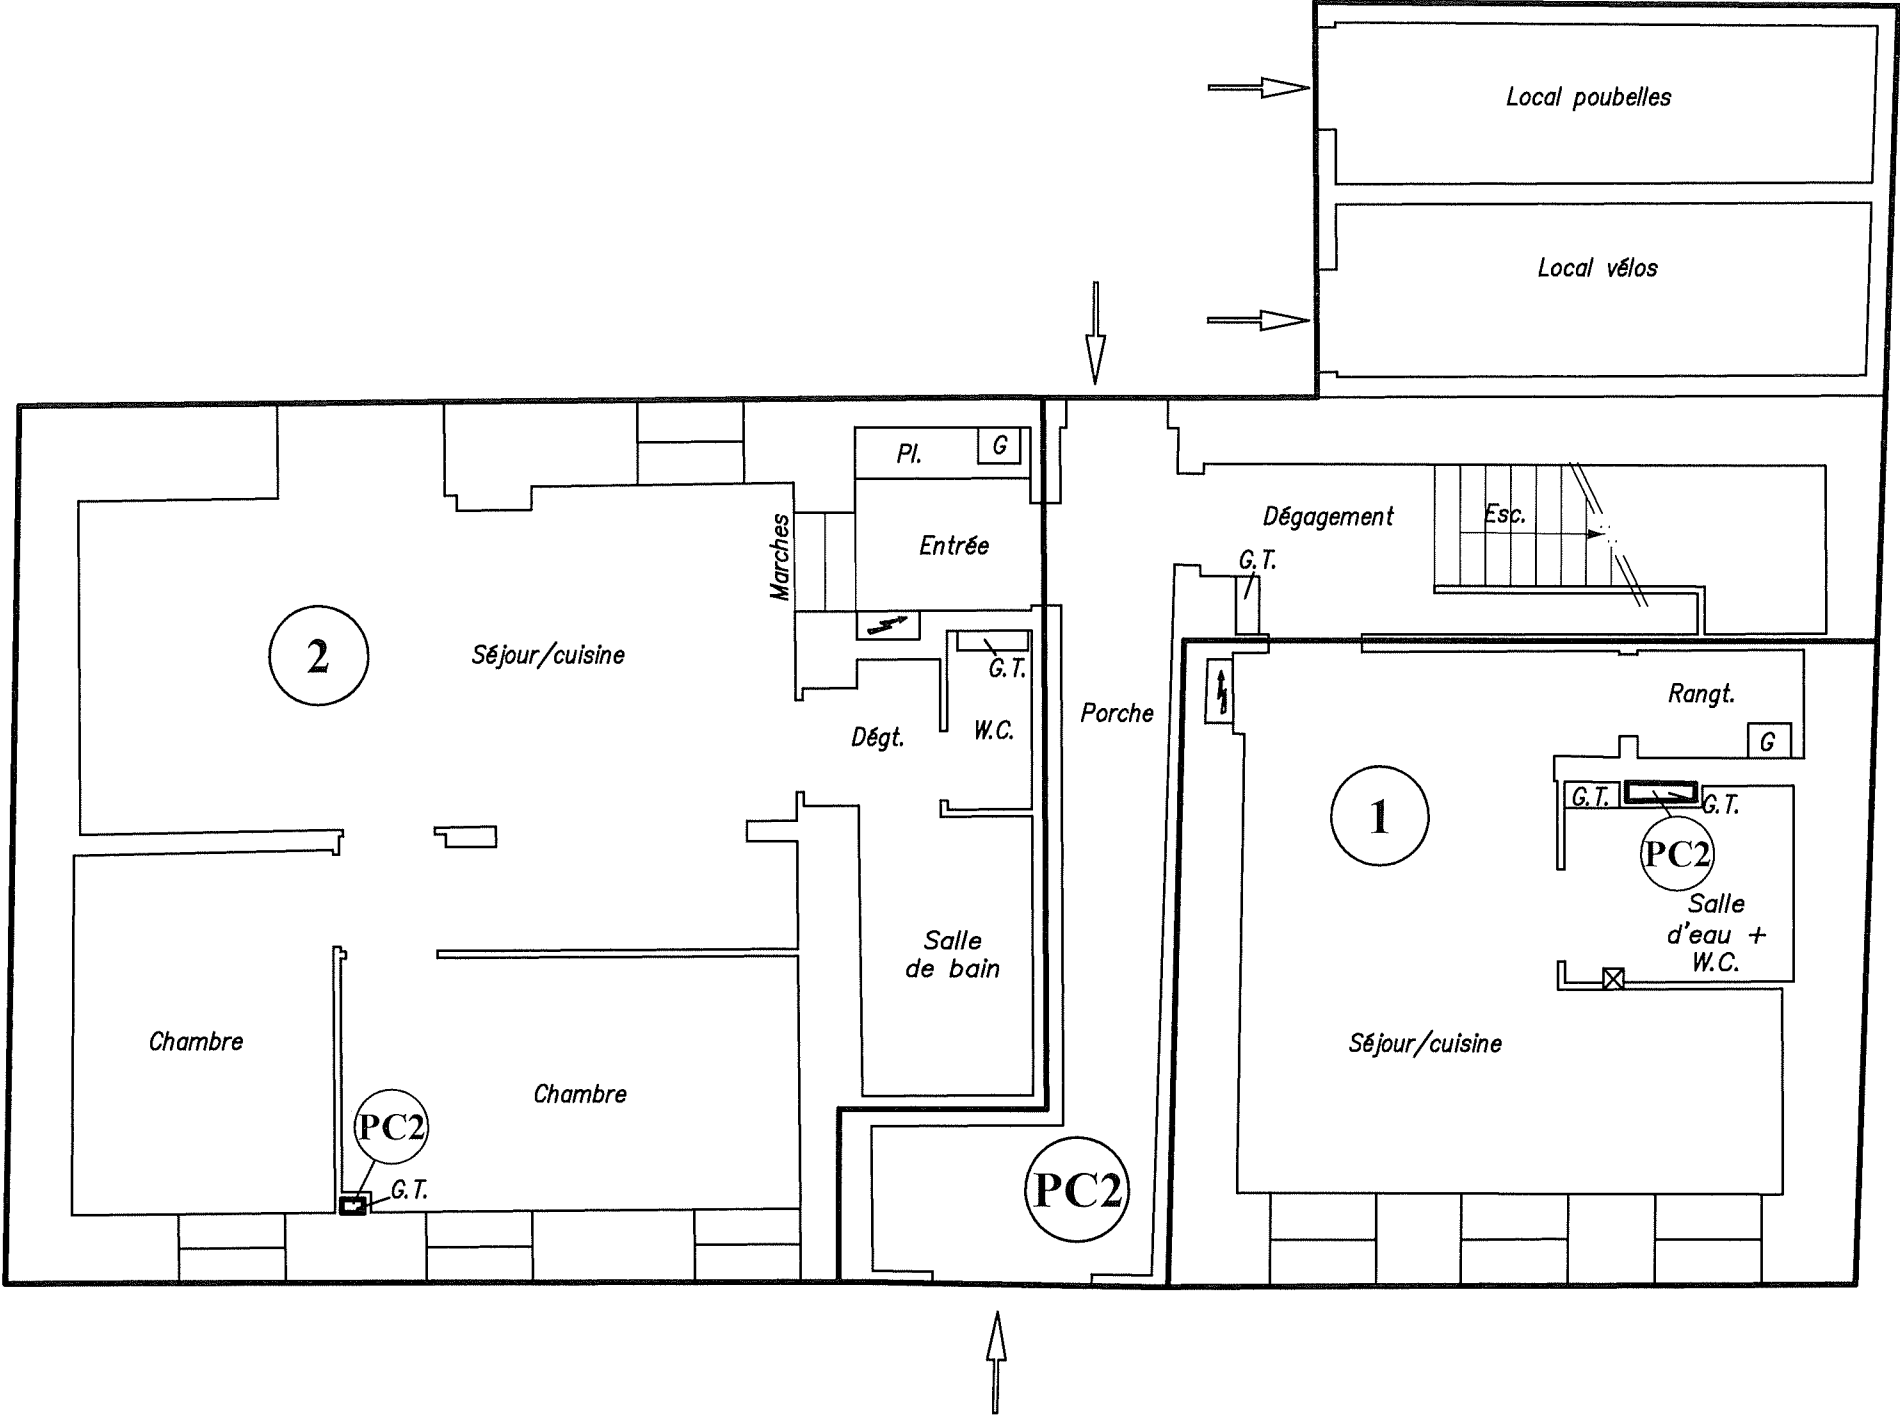 Local poubelles
Local vélos
Pl.
G
Marches
Entrée
Dégagement
Esc.
G.T.
2
Séjour/cuisine
G.T.
Dégt.
W.C.
Porche
Rangt.
G
1
G.T.
G.T.
PC2
Salle
d'eau +
W.C.
Salle
de bain
Chambre
Chambre
Séjour/cuisine
PC2
G.T.
PC2